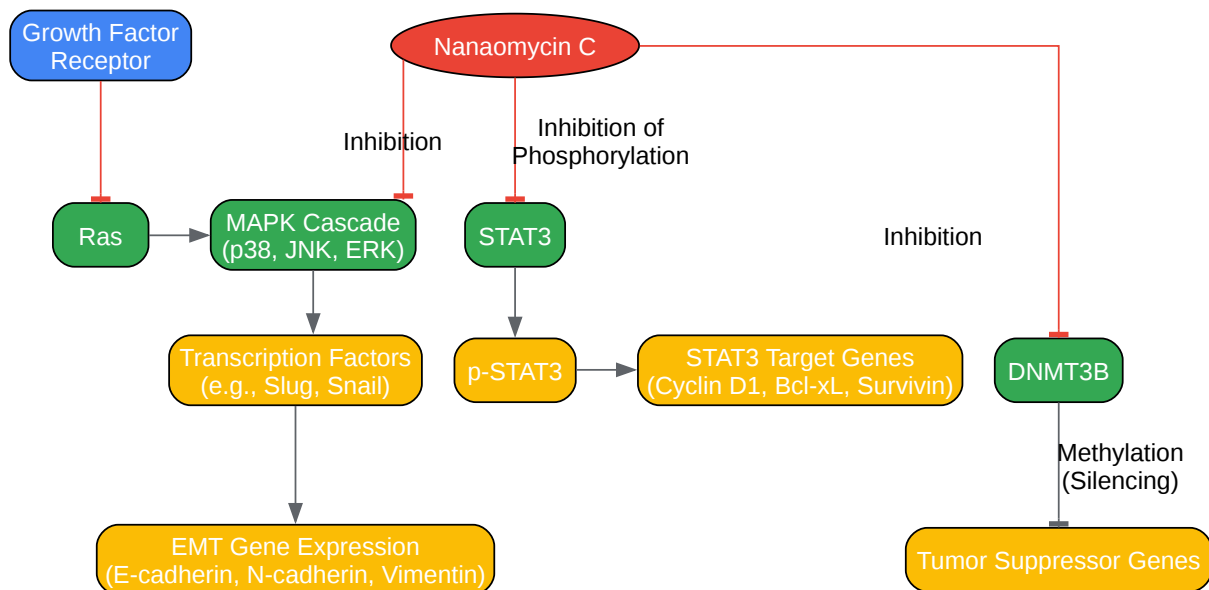 Growth Factor
Receptor
Nanaomycin C
Inhibition
Inhibition of
Phosphorylation
Ras
MAPK Cascade
(p38, JNK, ERK)
STAT3
Inhibition
Transcription Factors
(e.g., Slug, Snail)
p-STAT3
STAT3 Target Genes
(Cyclin D1, Bcl-xL, Survivin)
DNMT3B
Methylation
(Silencing)
EMT Gene Expression
(E-cadherin, N-cadherin, Vimentin)
Tumor Suppressor Genes